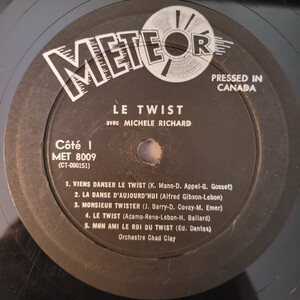 METEOR
PRESSED IN
CANADA
LE TWIST
avec MICHELE RICHARD
Côté 1
MET 8009
(CT-000151)
1. VIENS DANSER LE TWIST (K. Mann-D. Appel-G. Gosset)
2. LA DANSE D'AUJOURD'HUI (Alfred Gibson-Lebon)
3. MONSIEUR TWISTER (J. Barry-D. Covay-M. Emer)
4. LE TWIST (Adamo-Rene-Lebon-H. Ballard)
5. MON AMI LE ROI DU TWIST (Ed. Dentes)
Orchestre Chad Clay